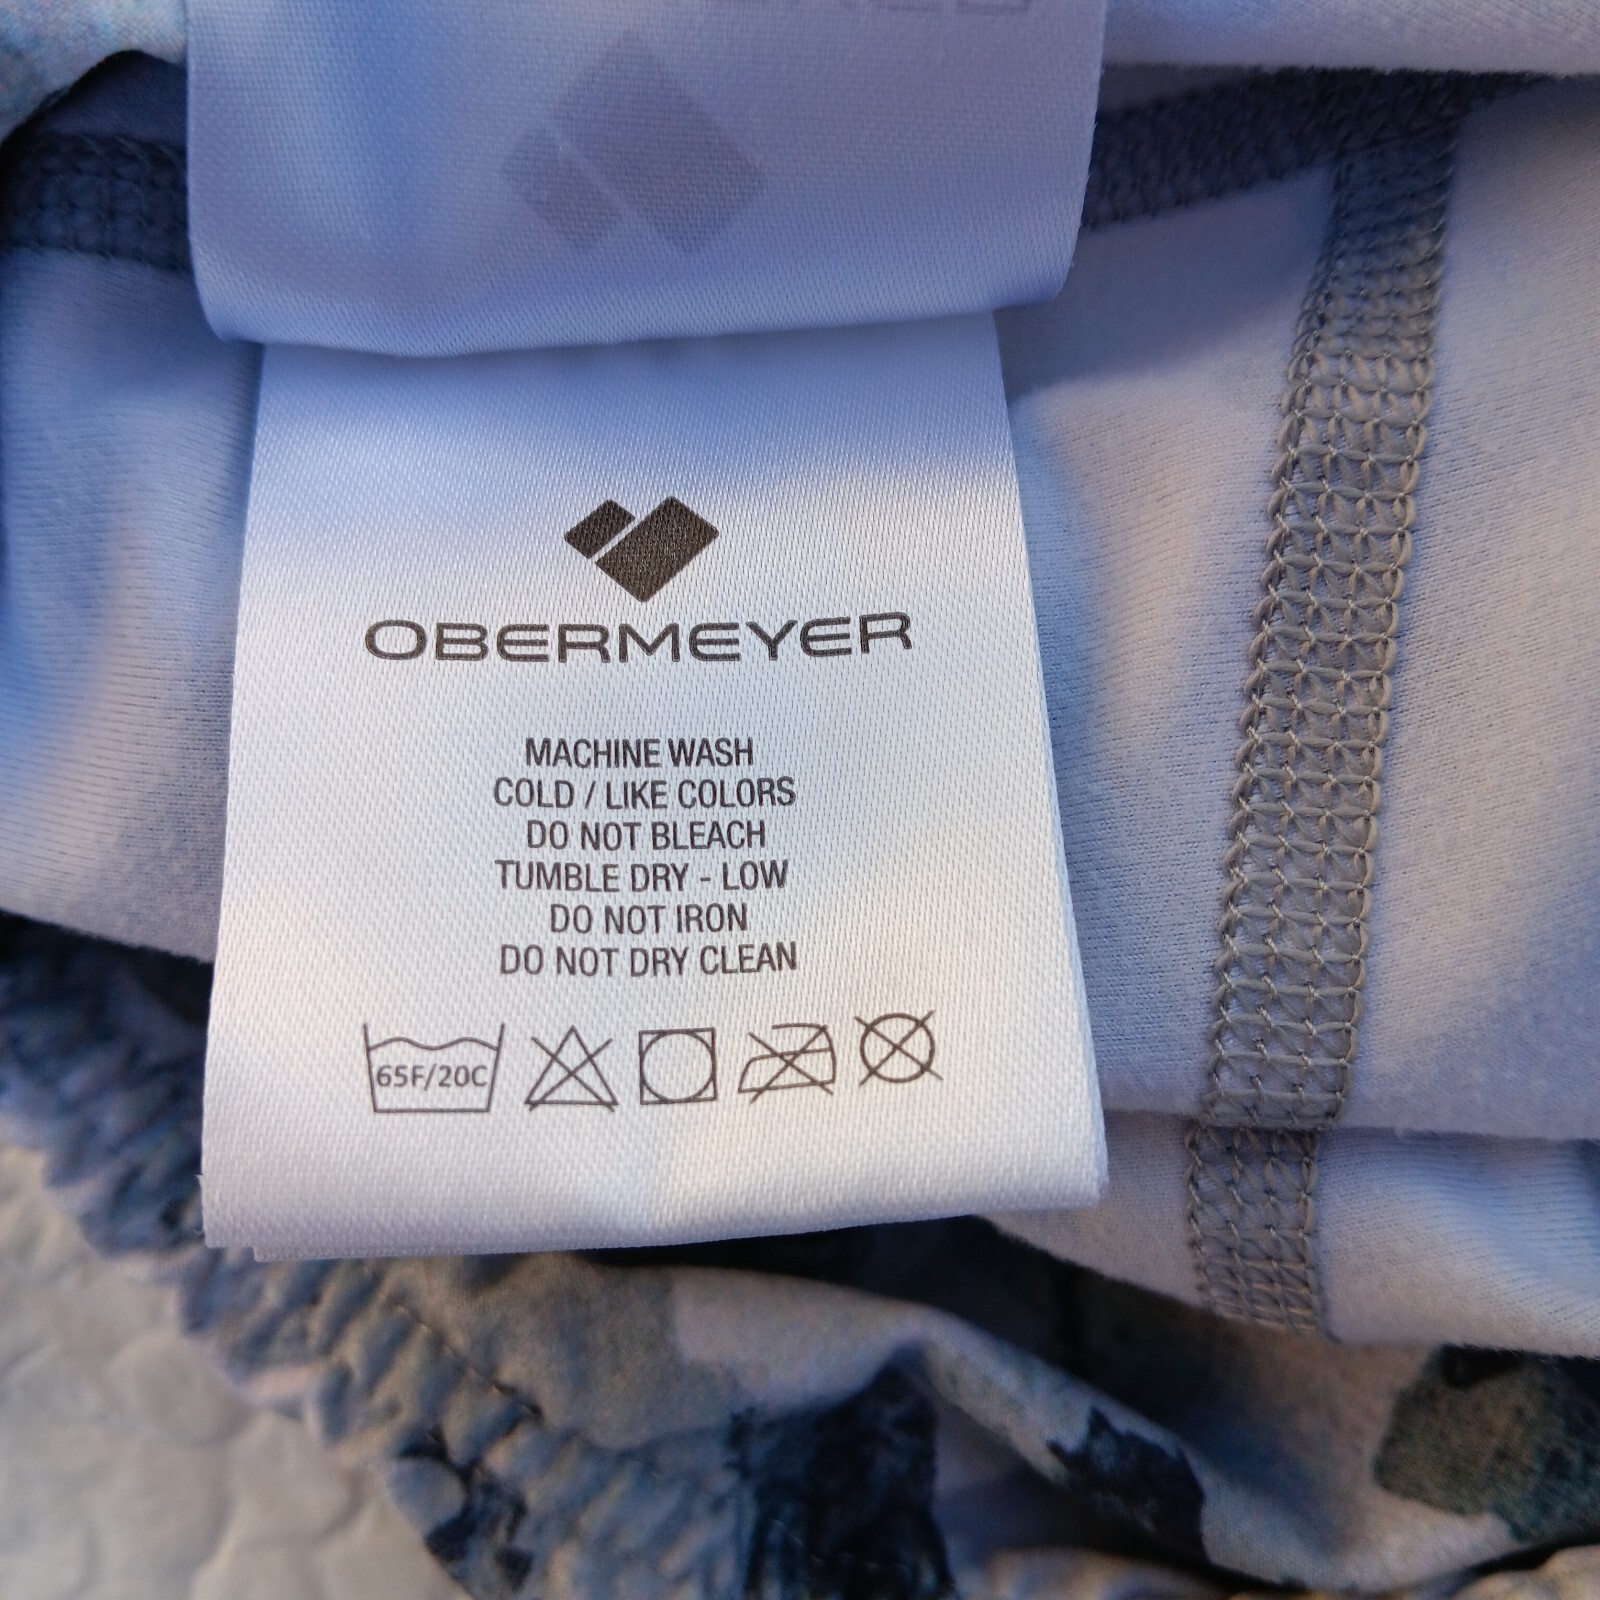 OBERMEYER
MACHINE WASH
COLD / LIKE COLORS
DO NOT BLEACH
TUMBLE DRY - LOW
DO NOT IRON
DO NOT DRY CLEAN
65F/20C